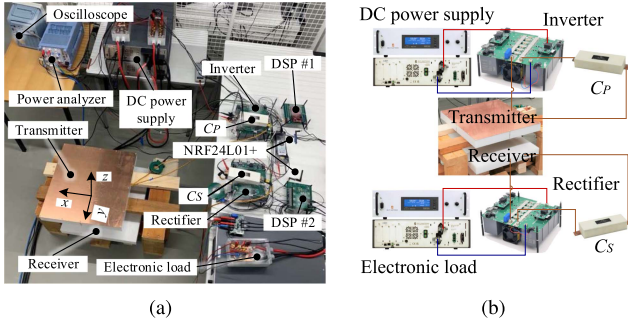 Oscilloscope
Power analyzer
DC power
supply
Inverter
DSP #1
CP
Transmitter
NRF24L01+
z
x
y
CS
Rectifier
DSP #2
Receiver
Electronic load
(a)
DC power supply
Inverter
CP
Transmitter
Receiver
Rectifier
CS
Electronic load
(b)